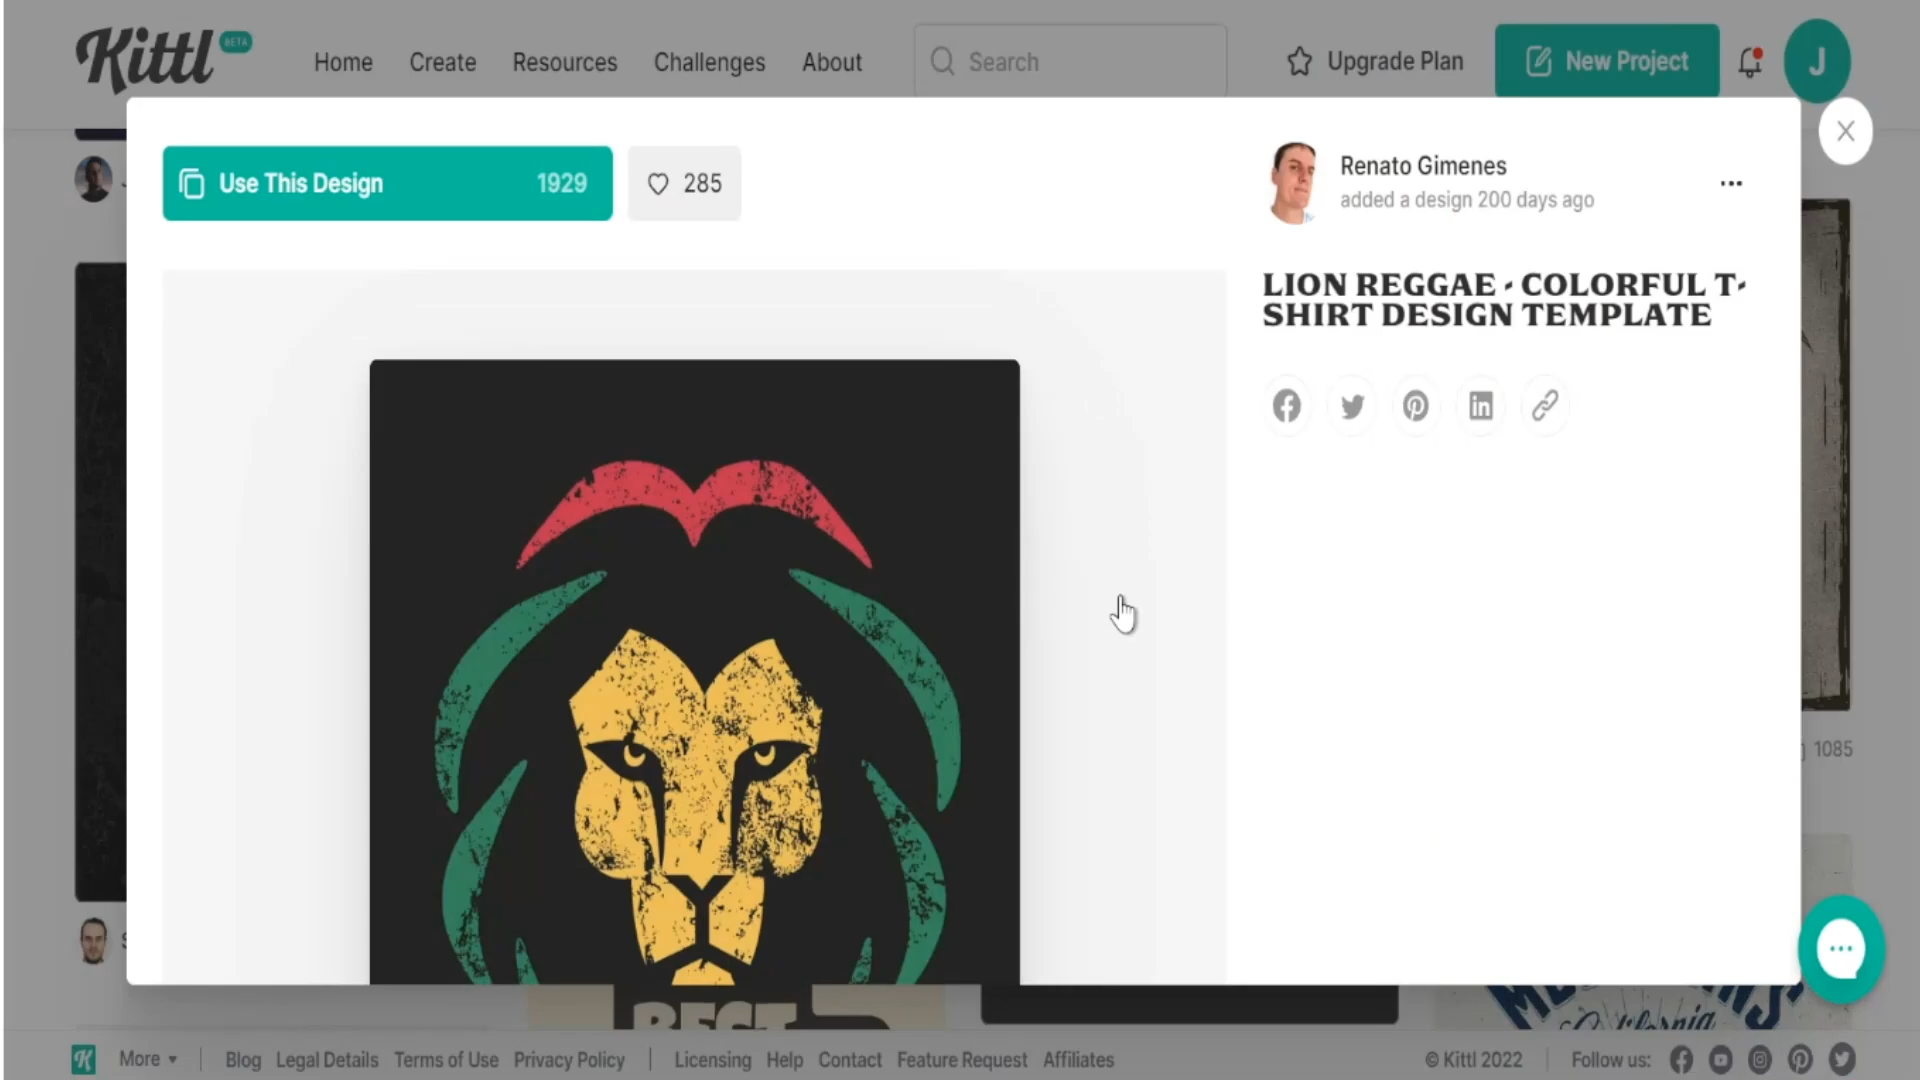 Kittl BETA
Home Create Resources Challenges About Search Upgrade Plan New Project J
Use This Design 1929 285
Renato Gimenes
added a design 200 days ago
LION REGGAE - COLORFUL T-
SHIRT DESIGN TEMPLATE
1085
BEST
California
K More Blog Legal Details Terms of Use Privacy Policy Licensing Help Contact Feature Request Affiliates © Kittl 2022 Follow us: